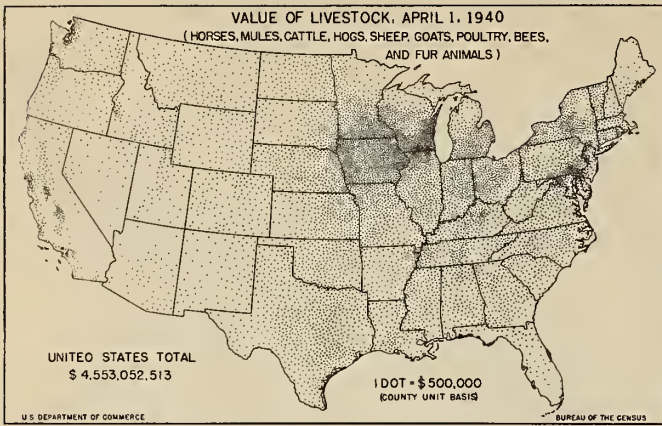 VALUE OF LIVESTOCK, APRIL 1, 1940
(HORSES, MULES, CATTLE, HOGS, SHEEP, GOATS, POULTRY, BEES,
AND FUR ANIMALS)
UNITED STATES TOTAL
$ 4,553,052,513
1 DOT = $ 500,000
(COUNTY UNIT BASIS)
U S DEPARTMENT OF COMMERCE
BUREAU OF THE CENSUS